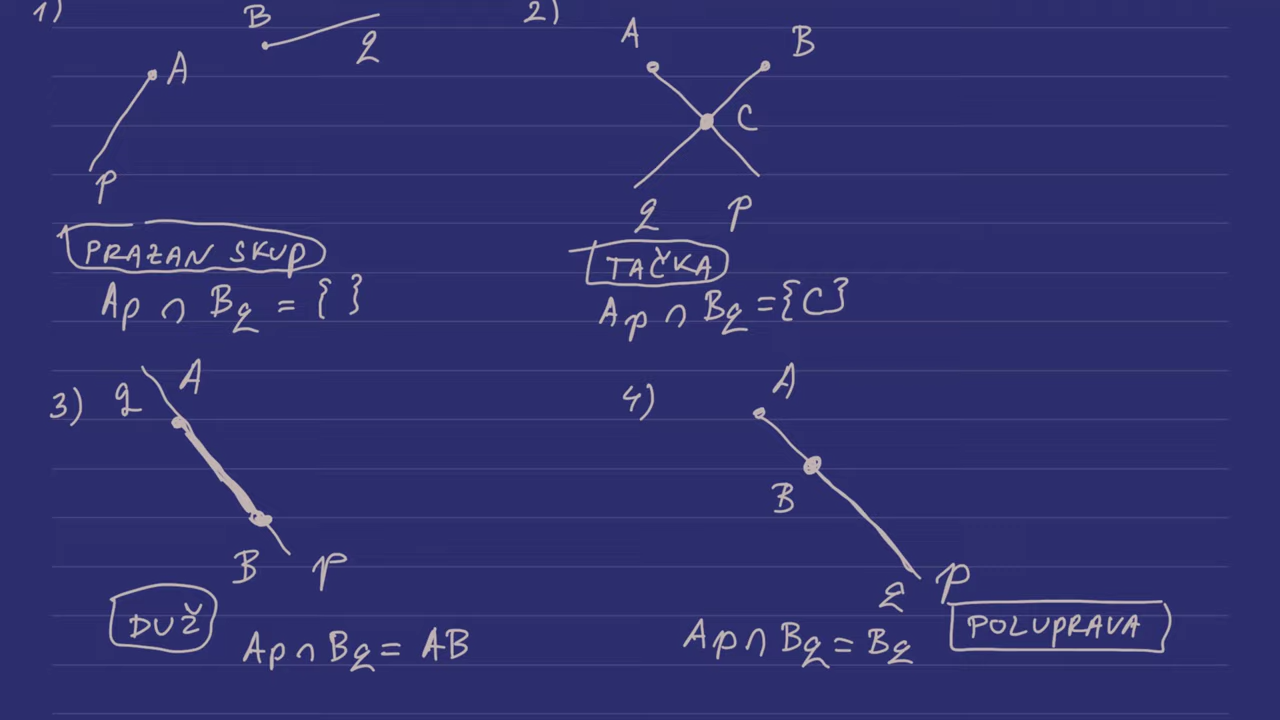 1)
B
q
A
p
PRAZAN SKUP
Ap ∩ Bq = { }
2)
A
B
C
q p
TAČKA
Ap ∩ Bq = {C}
3)
q A
B p
DUŽ
Ap ∩ Bq = AB
4)
A
B
q p
POLUPRAVA
Ap ∩ Bq = Bq